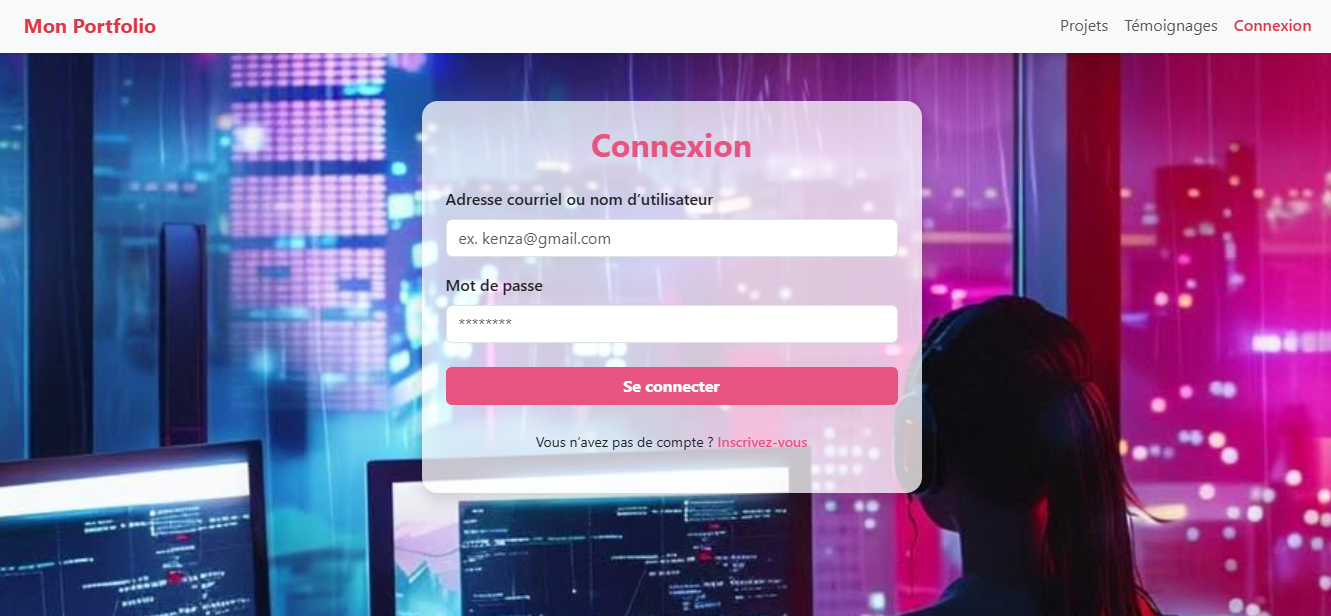 Mon Portfolio
Projets Témoignages Connexion
Connexion
Adresse courriel ou nom d’utilisateur
ex. kenza@gmail.com
Mot de passe
********
Se connecter
Vous n’avez pas de compte ? Inscrivez-vous